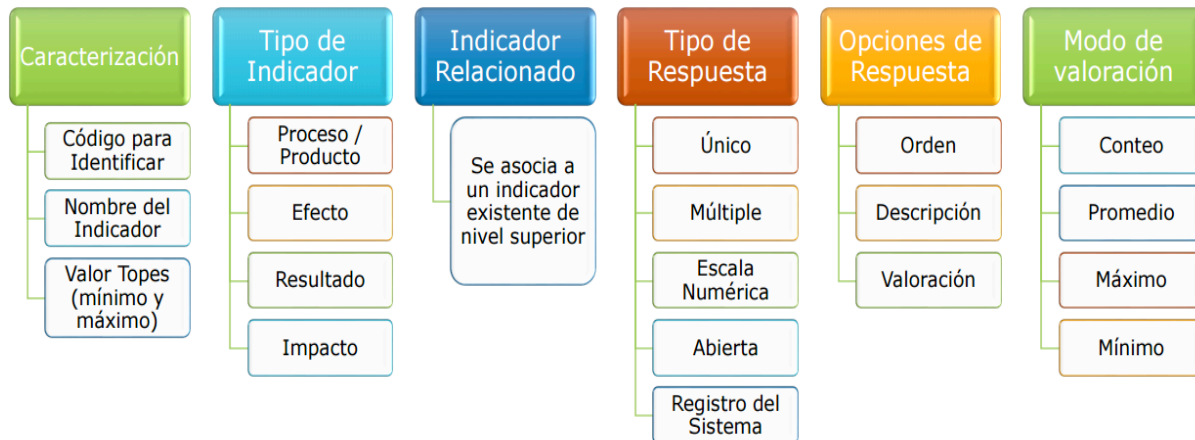 Caracterización
Código para
Identificar
Nombre del
Indicador
Valor Topes
(mínimo y
máximo)
Tipo de
Indicador
Proceso /
Producto
Efecto
Resultado
Impacto
Indicador
Relacionado
Se asocia a
un indicador
existente de
nivel superior
Tipo de
Respuesta
Único
Múltiple
Escala
Numérica
Abierta
Registro del
Sistema
Opciones de
Respuesta
Orden
Descripción
Valoración
Modo de
valoración
Conteo
Promedio
Máximo
Mínimo